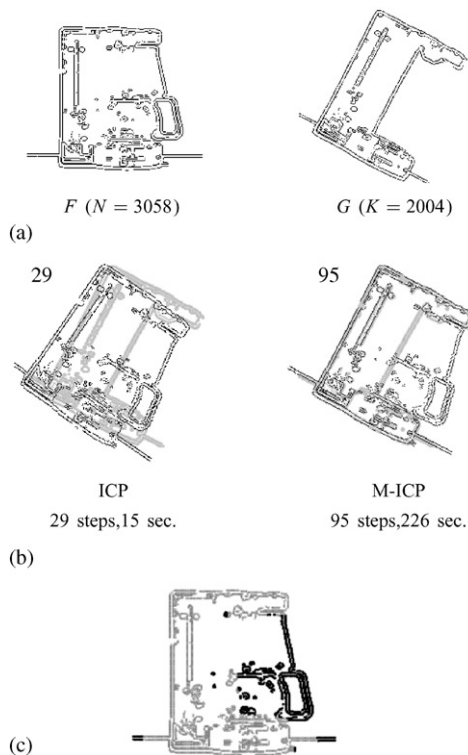 F (N = 3058) G (K = 2004)
(a)
29 95
ICP M-ICP
29 steps,15 sec. 95 steps,226 sec.
(b)
(c)